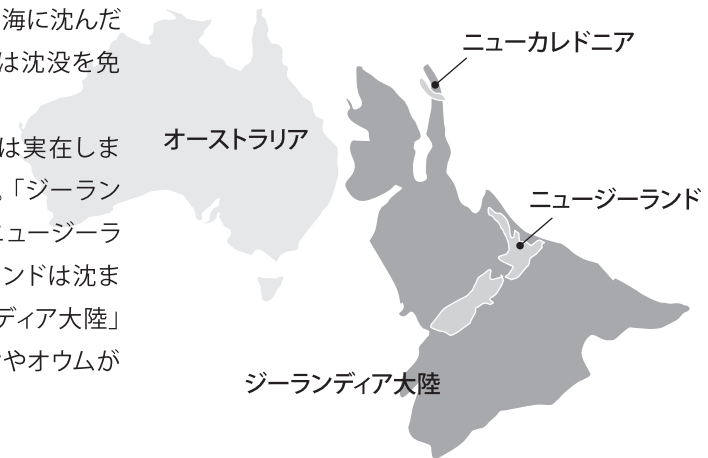 海に沈んだ
は沈没を免
は実在しま
。「ジーラン
ニュージーラ
ンドは沈ま
ディア大陸」
やオウムが
ニューカレドニア
オーストラリア
ニュージーランド
ジーランディア大陸